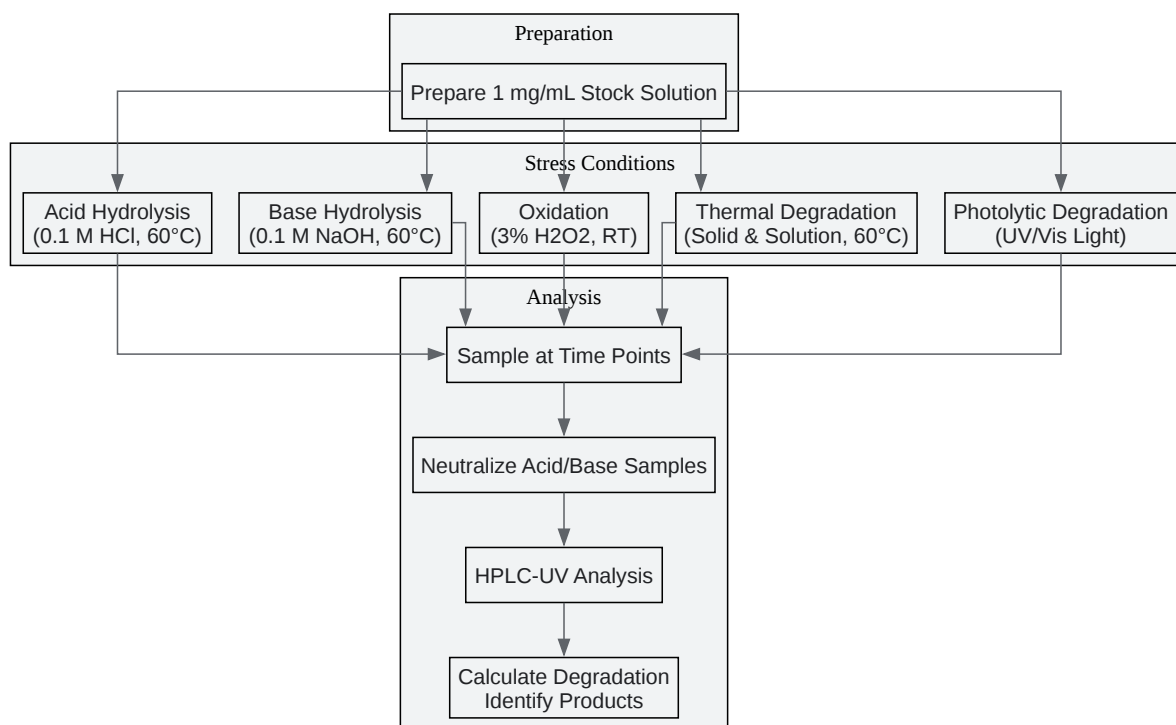 Preparation
Prepare 1 mg/mL Stock Solution
Stress Conditions
Acid Hydrolysis
(0.1 M HCl, 60°C)
Base Hydrolysis
(0.1 M NaOH, 60°C)
Oxidation
(3% H2O2, RT)
Thermal Degradation
(Solid & Solution, 60°C)
Photolytic Degradation
(UV/Vis Light)
Analysis
Sample at Time Points
Neutralize Acid/Base Samples
HPLC-UV Analysis
Calculate Degradation
Identify Products